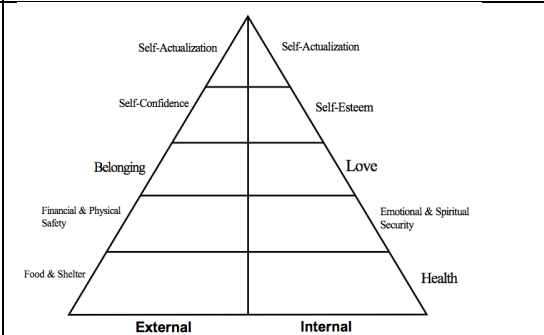 Self-Actualization
Self-Actualization
Self-Confidence
Self-Esteem
Belonging
Love
Financial & Physical
Safety
Emotional & Spiritual
Security
Food & Shelter
Health
External
Internal